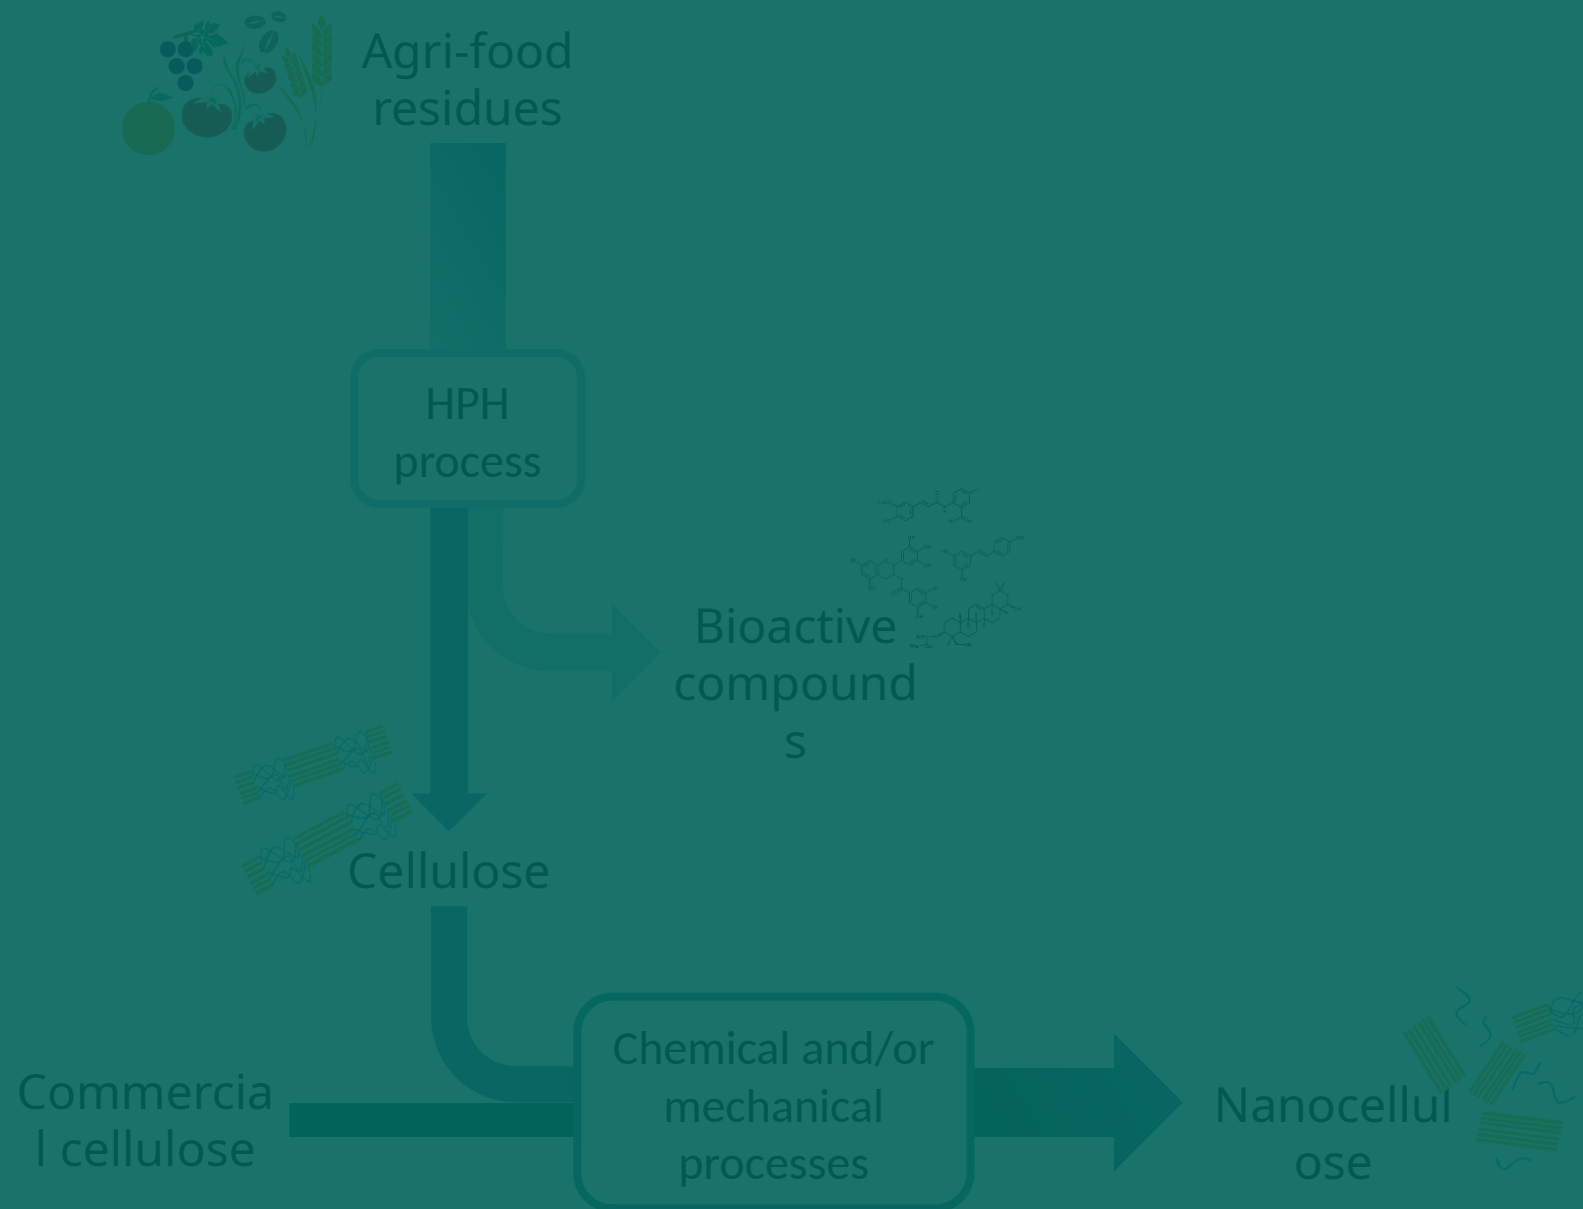 Agri-food
residues
HPH
process
Bioactive
compound
s
Cellulose
Chemical and/or
mechanical
processes
Commercia
l cellulose
Nanocellul
ose